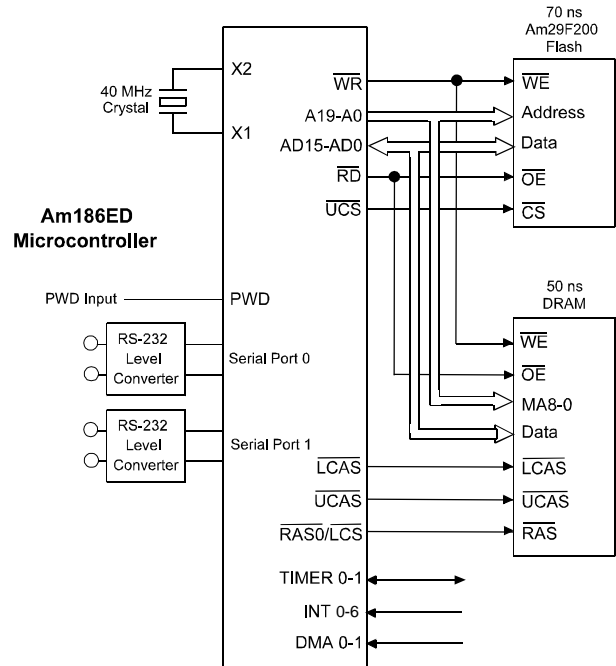 70 ns
Am29F200
Flash
X2
40 MHz
Crystal
X1
WR
A19-A0
AD15-AD0
RD
UCS
WE
Address
Data
OE
CS
Am186ED
Microcontroller
PWD Input
PWD
RS-232
Level
Converter
Serial Port 0
RS-232
Level
Converter
Serial Port 1
50 ns
DRAM
WE
OE
MA8-0
Data
LCAS
LCAS
UCAS
UCAS
RAS0/LCS
RAS
TIMER 0-1
INT 0-6
DMA 0-1